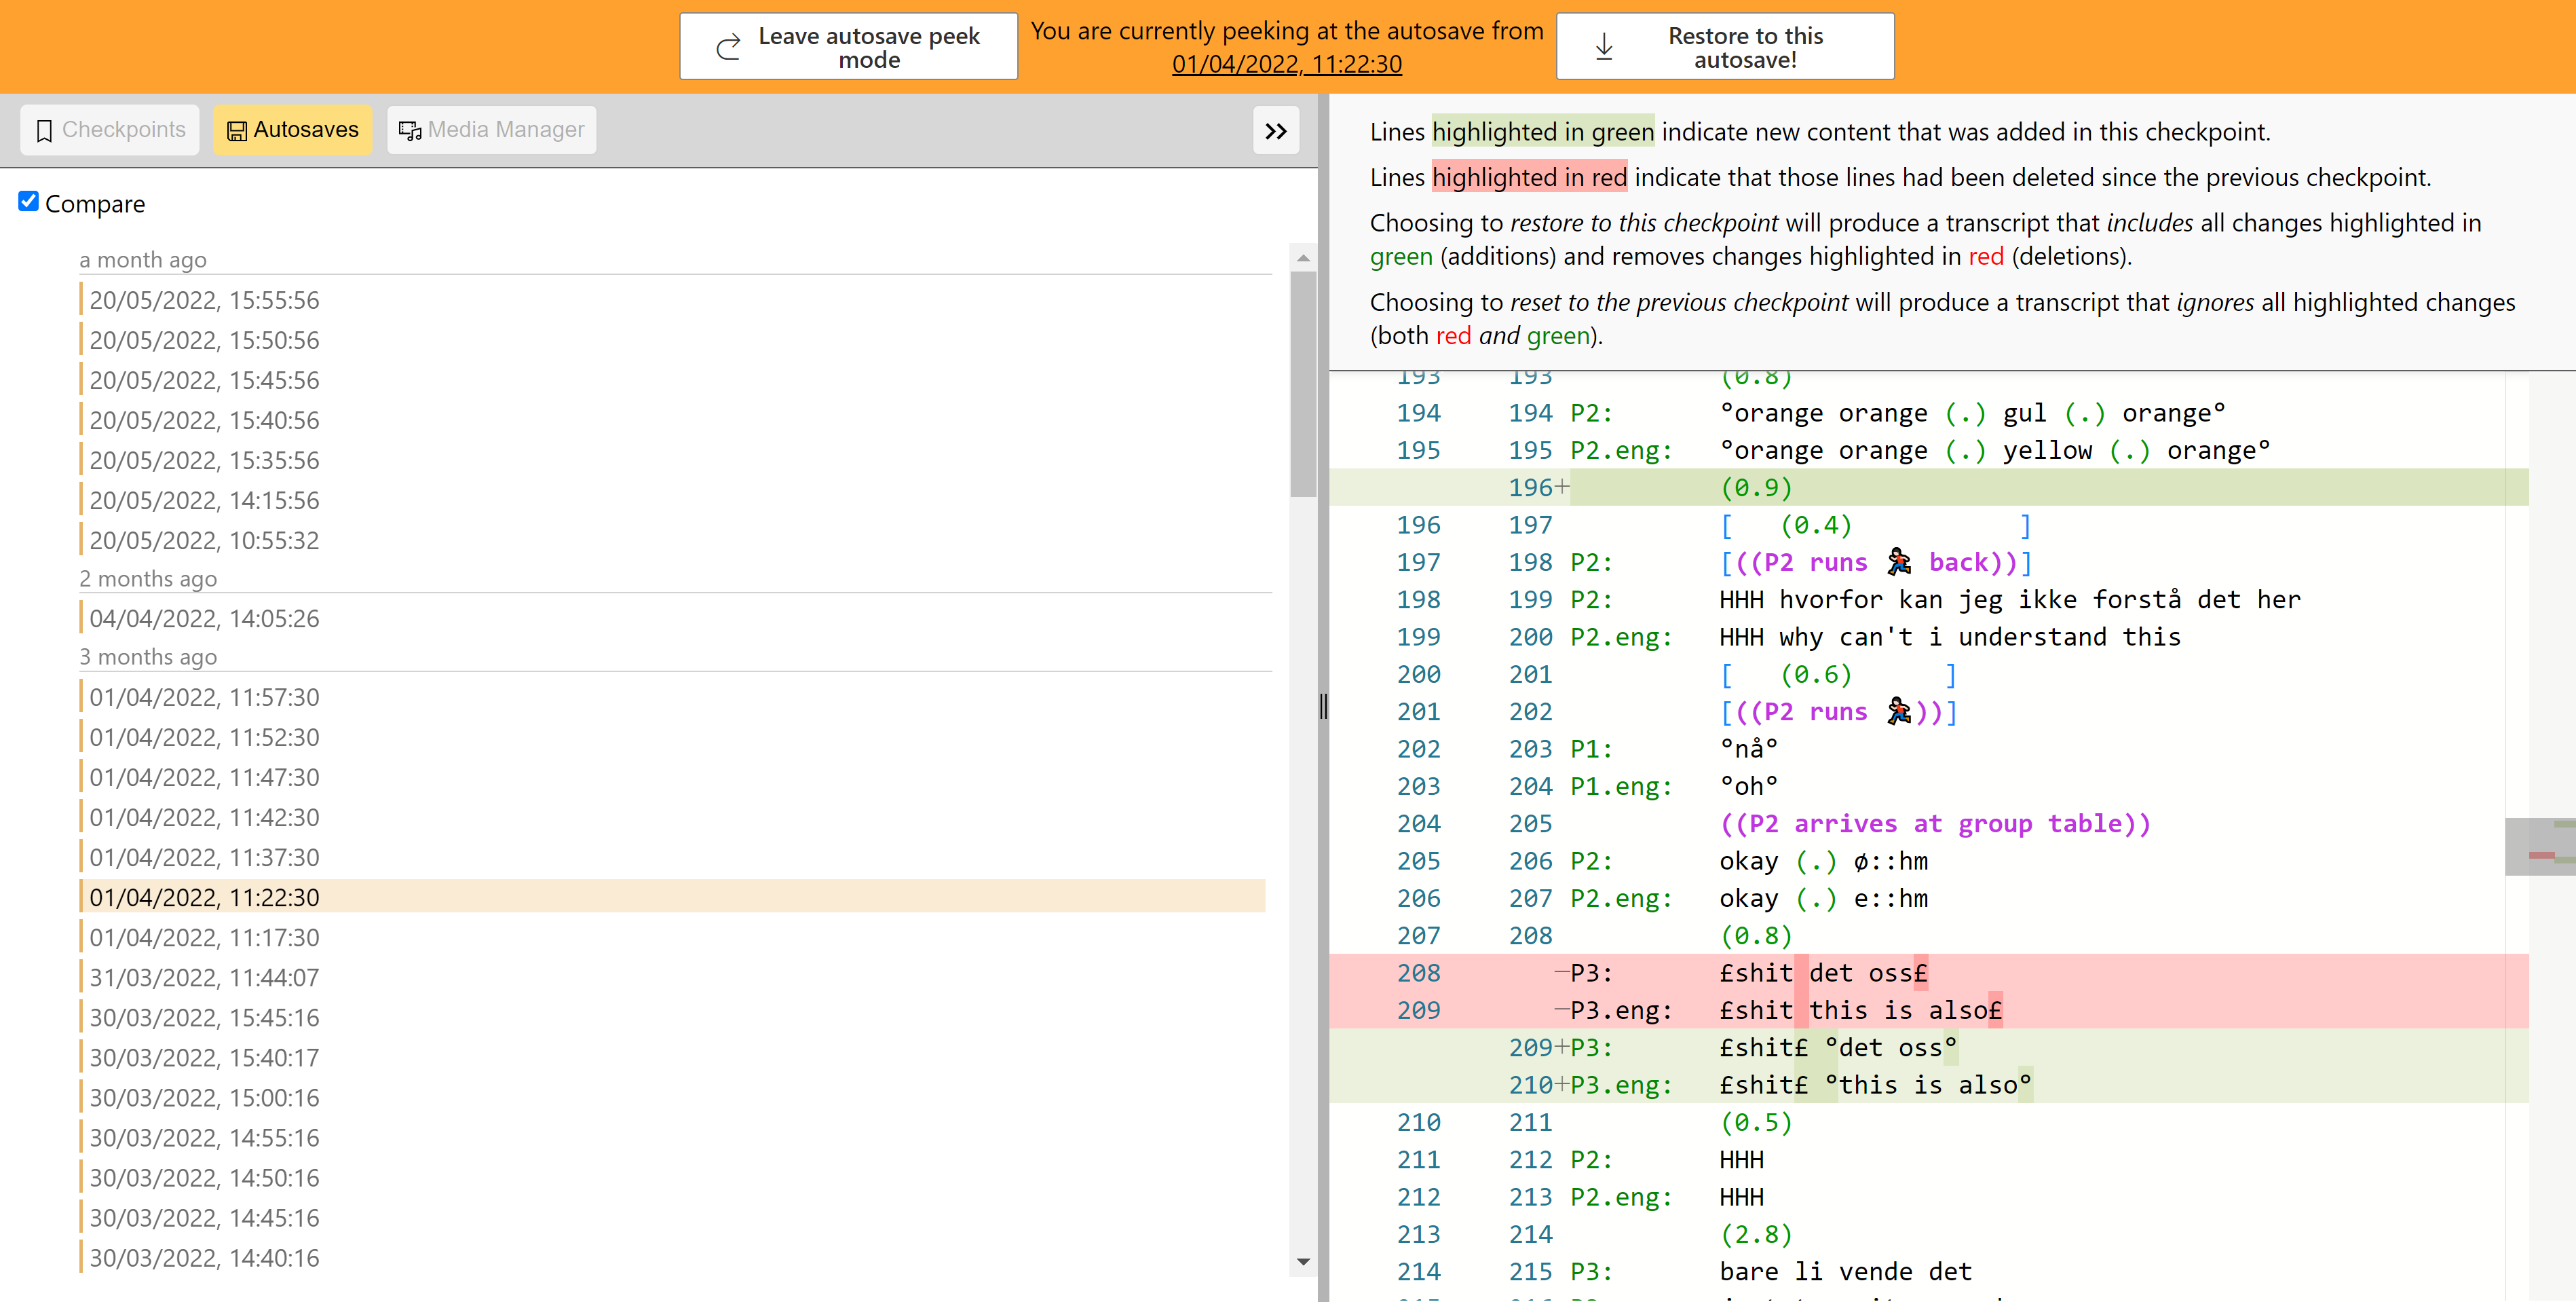 Leave autosave peek
mode
You are currently peeking at the autosave from
01/04/2022, 11:22:30
Restore to this
autosave!
Checkpoints
Autosaves
Media Manager
Compare
a month ago
20/05/2022, 15:55:56
20/05/2022, 15:50:56
20/05/2022, 15:45:56
20/05/2022, 15:40:56
20/05/2022, 15:35:56
20/05/2022, 14:15:56
20/05/2022, 10:55:32
2 months ago
04/04/2022, 14:05:26
3 months ago
01/04/2022, 11:57:30
01/04/2022, 11:52:30
01/04/2022, 11:47:30
01/04/2022, 11:42:30
01/04/2022, 11:37:30
01/04/2022, 11:22:30
01/04/2022, 11:17:30
31/03/2022, 11:44:07
30/03/2022, 15:45:16
30/03/2022, 15:40:17
30/03/2022, 15:00:16
30/03/2022, 14:55:16
30/03/2022, 14:50:16
30/03/2022, 14:45:16
30/03/2022, 14:40:16
Lines highlighted in green indicate new content that was added in this checkpoint.
Lines highlighted in red indicate that those lines had been deleted since the previous checkpoint.
Choosing to restore to this checkpoint will produce a transcript that includes all changes highlighted in
green (additions) and removes changes highlighted in red (deletions).
Choosing to reset to the previous checkpoint will produce a transcript that ignores all highlighted changes
(both red and green).
193 193 (0.8)
194 194 P2: °orange orange (.) gul (.) orange°
195 195 P2.eng: °orange orange (.) yellow (.) orange°
196+ (0.9)
196 197 [ (0.4) ]
197 198 P2: [((P2 runs 🏃 back))]
198 199 P2: HHH hvorfor kan jeg ikke forstå det her
199 200 P2.eng: HHH why can't i understand this
200 201 [ (0.6) ]
201 202 [((P2 runs 🏃))]
202 203 P1: °nå°
203 204 P1.eng: °oh°
204 205 ((P2 arrives at group table))
205 206 P2: okay (.) ø::hm
206 207 P2.eng: okay (.) e::hm
207 208 (0.8)
208 −P3: £shit det oss£
209 −P3.eng: £shit this is also£
209+P3: £shit£ °det oss°
210+P3.eng: £shit£ °this is also°
210 211 (0.5)
211 212 P2: HHH
212 213 P2.eng: HHH
213 214 (2.8)
214 215 P3: bare li vende det